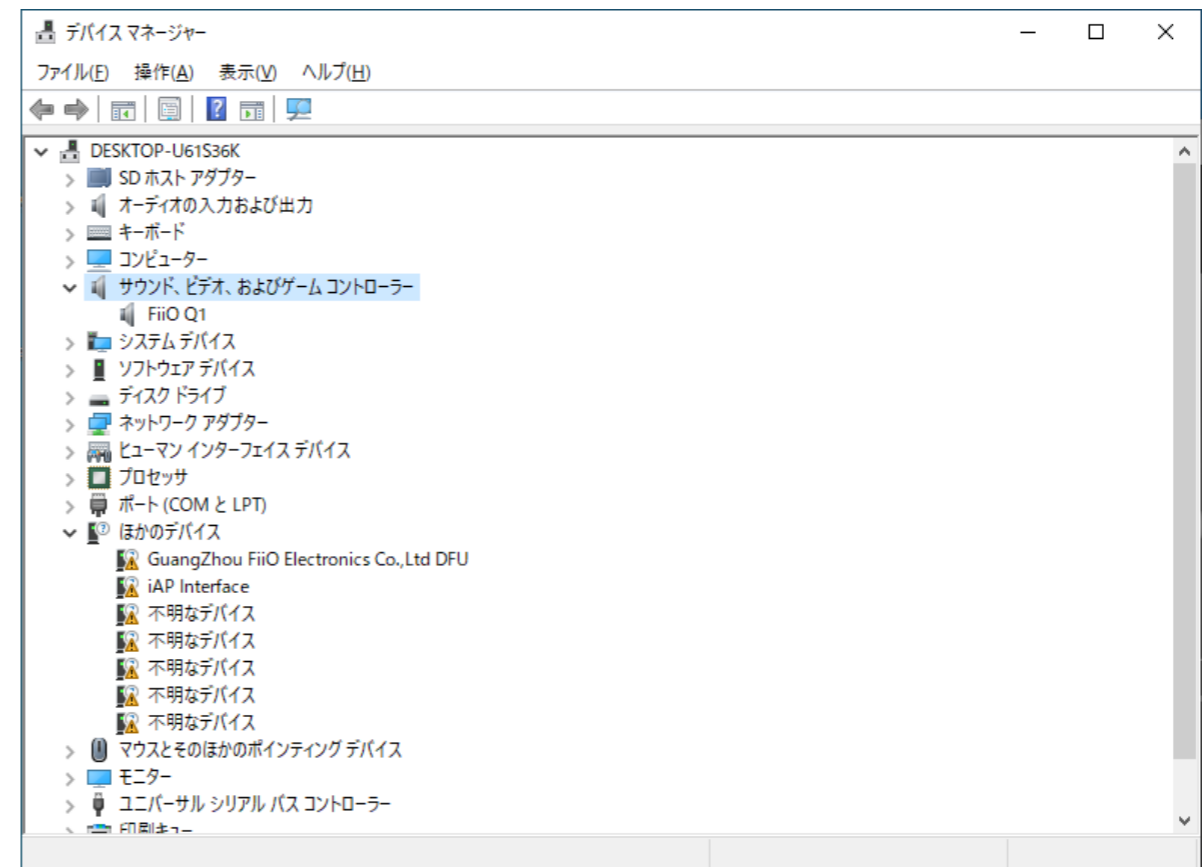 デバイス マネージャー
ファイル(F) 操作(A) 表示(V) ヘルプ(H)
DESKTOP-U61S36K
SD ホスト アダプター
オーディオの入力および出力
キーボード
コンピューター
サウンド、ビデオ、およびゲーム コントローラー
FiiO Q1
システム デバイス
ソフトウェア デバイス
ディスク ドライブ
ネットワーク アダプター
ヒューマン インターフェイス デバイス
プロセッサ
ポート (COM と LPT)
ほかのデバイス
GuangZhou FiiO Electronics Co.,Ltd DFU
iAP Interface
不明なデバイス
不明なデバイス
不明なデバイス
不明なデバイス
不明なデバイス
マウスとそのほかのポインティング デバイス
モニター
ユニバーサル シリアル バス コントローラー
印刷キュー